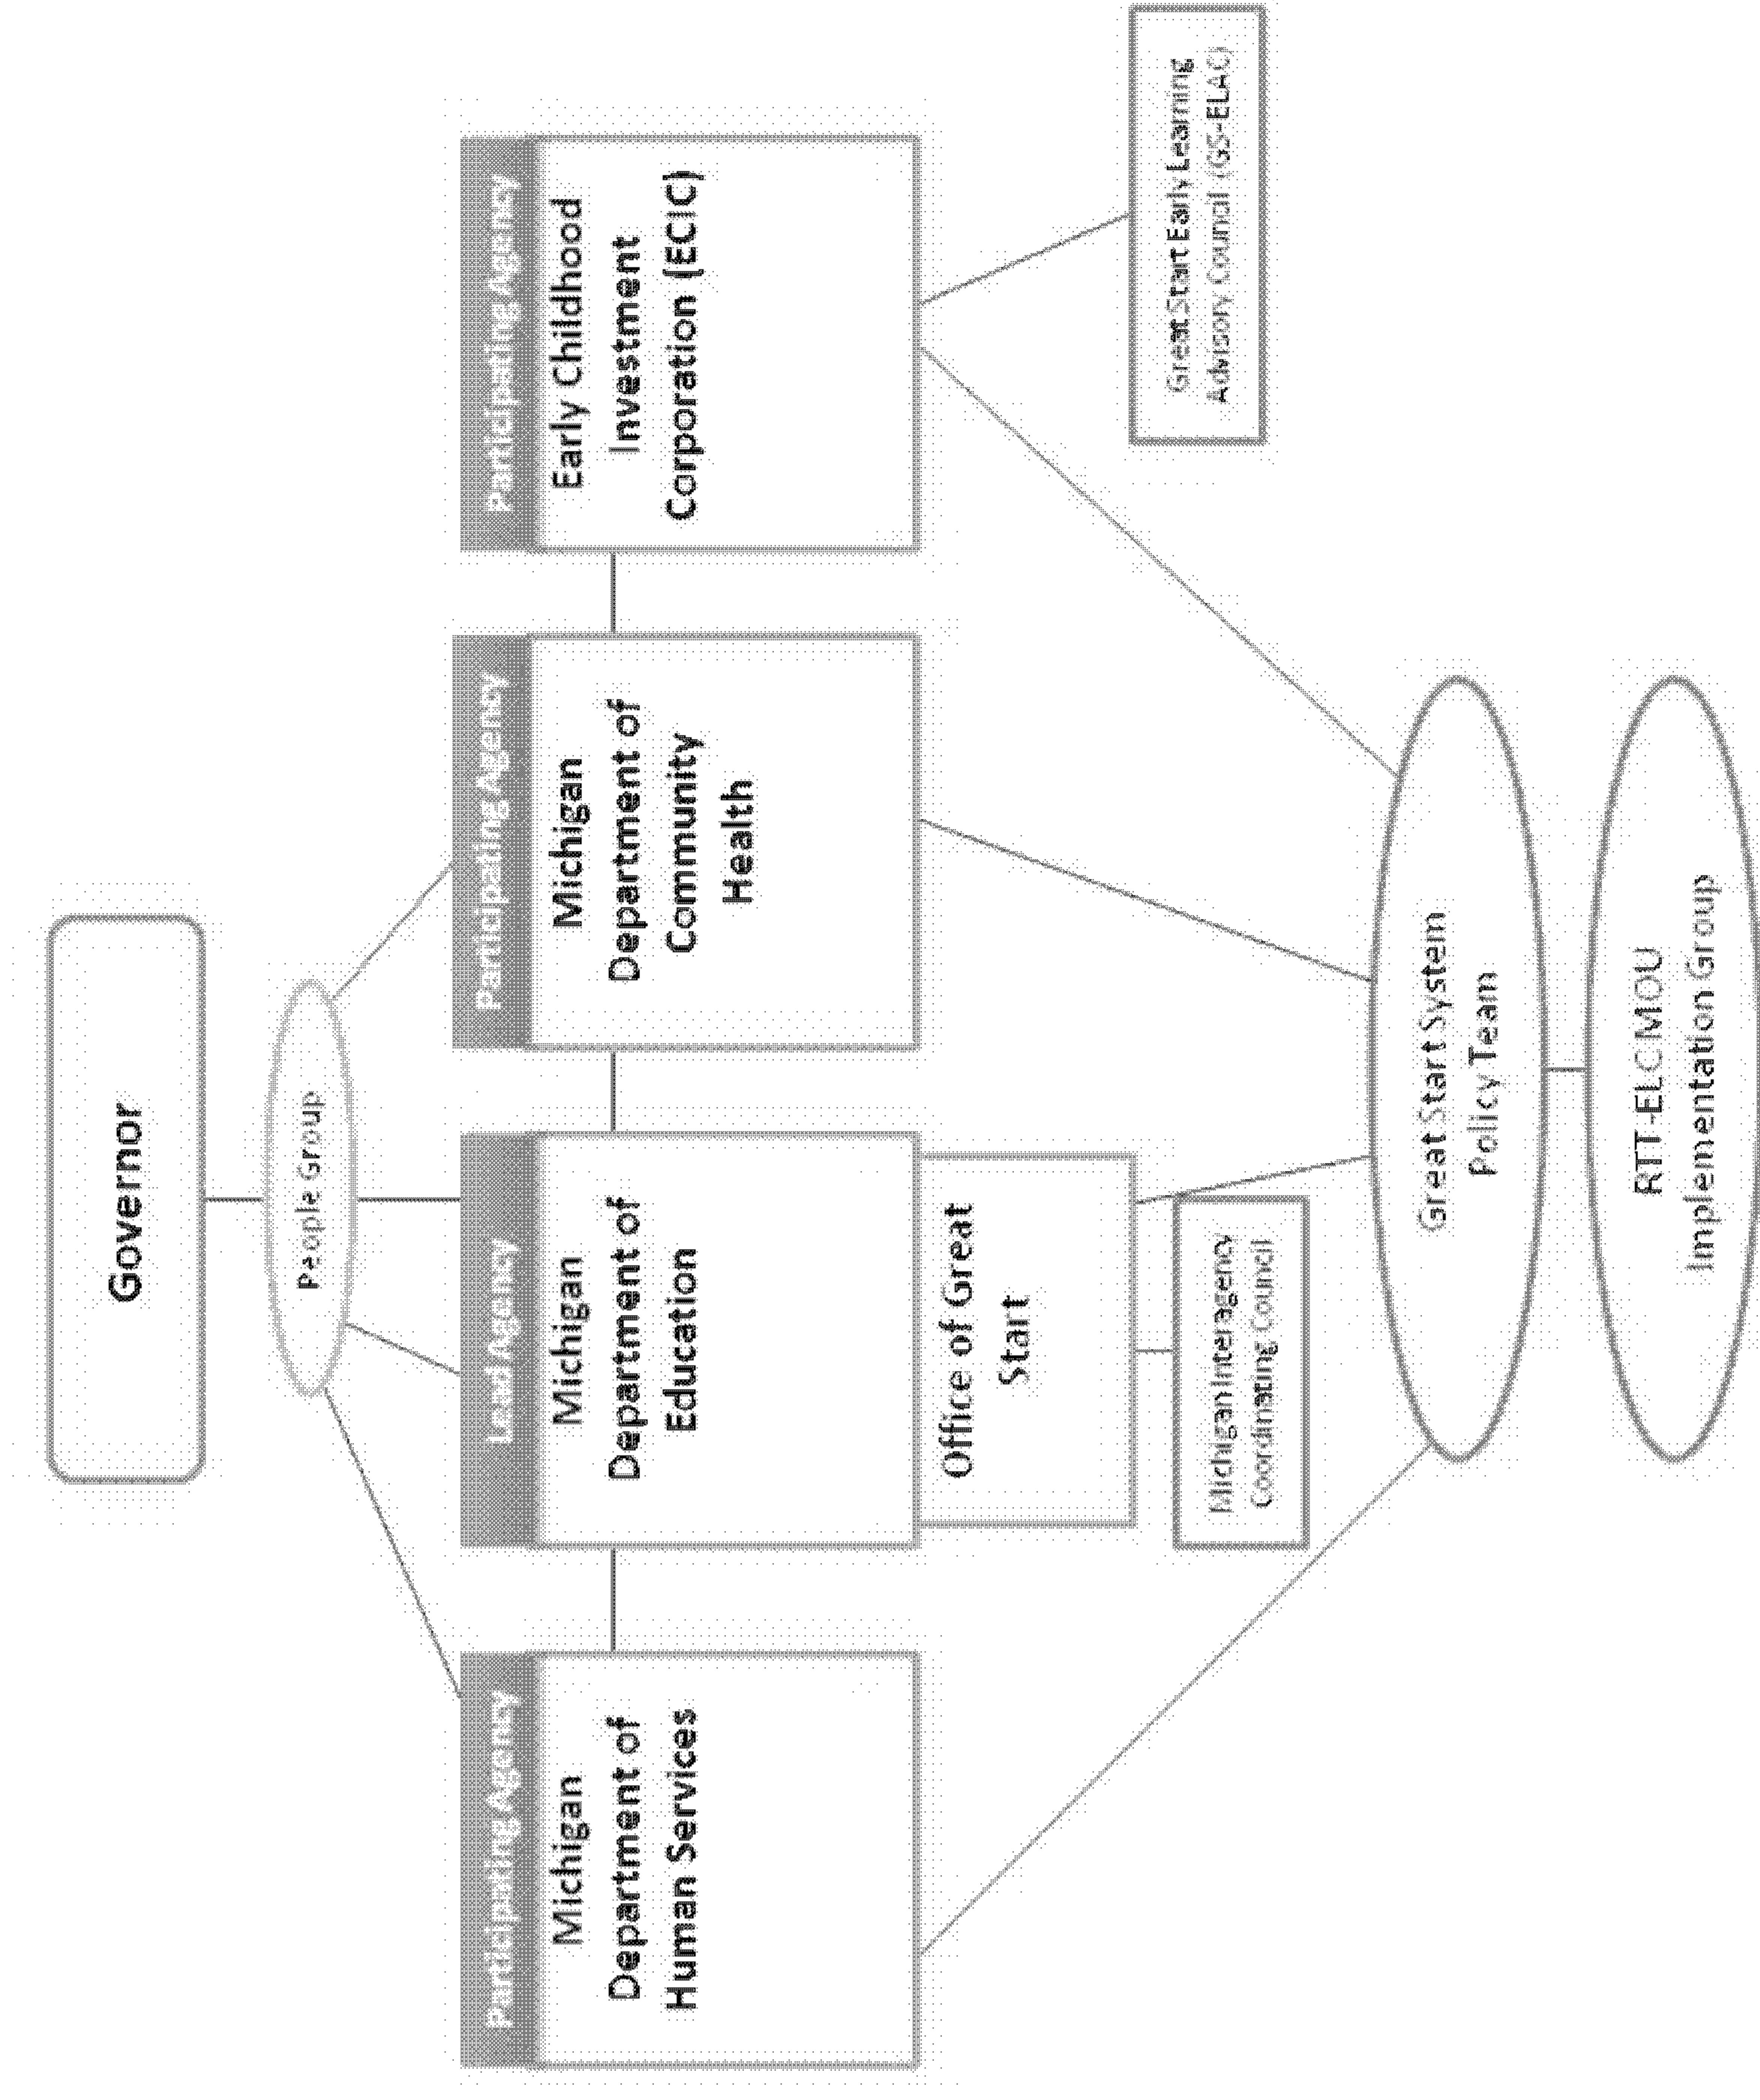 Governor
People Group
Participating Agency
Michigan
Department of
Human Services
Lead Agency
Michigan
Department of
Education
Office of Great
Start
Michigan Interagency
Coordinating Council
Participating Agency
Michigan
Department of
Community
Health
Participating Agency
Early Childhood
Investment
Corporation (ECIC)
Great Start Early Learning
Advisory Council (GS-ELAC)
Great Start System
Policy Team
RTT-ELC MOU
Implementation Group